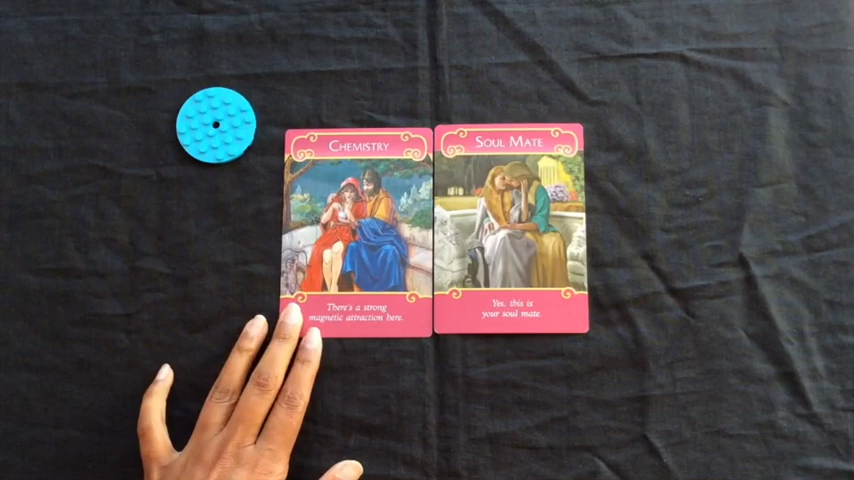 CHEMISTRY
There's a strong
magnetic attraction here.
SOUL MATE
Yes, this is
your soul mate.